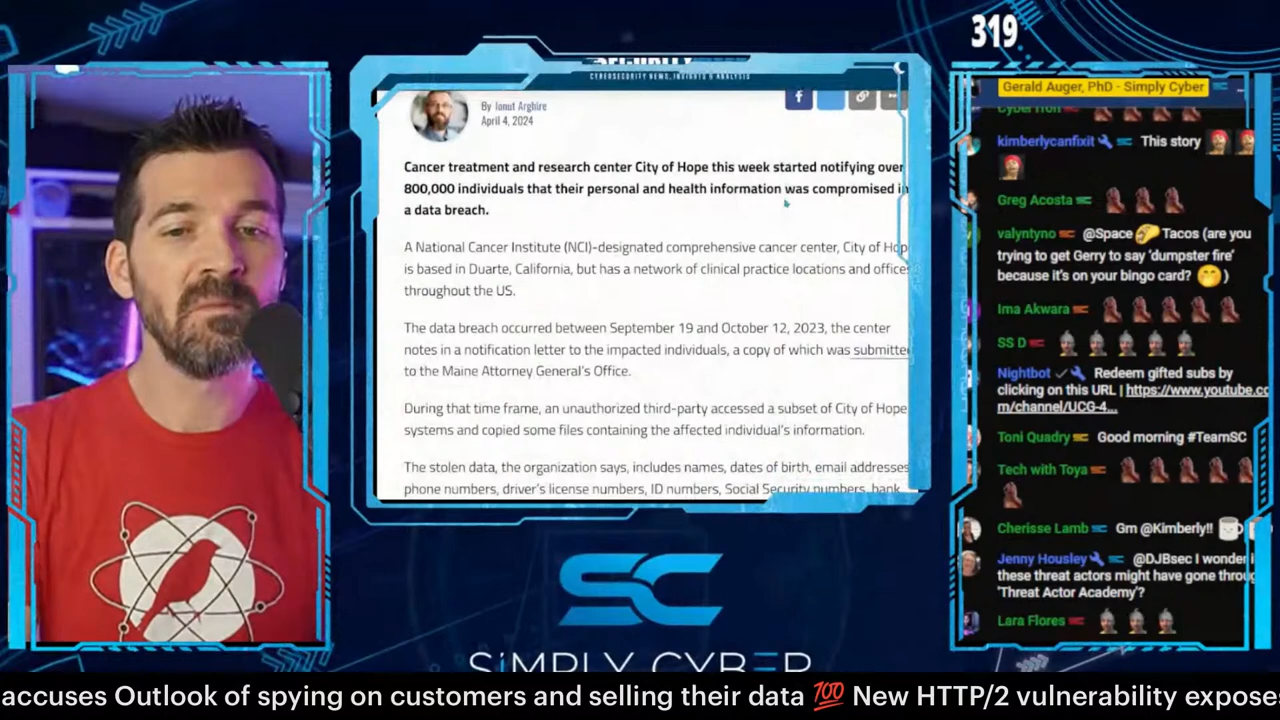 319
SECURITY
CYBERSECURITY NEWS, INSIGHTS & ANALYSIS
By Ionut Arghire
April 4, 2024
Cancer treatment and research center City of Hope this week started notifying over
800,000 individuals that their personal and health information was compromised in
a data breach.
A National Cancer Institute (NCI)-designated comprehensive cancer center, City of Hop
is based in Duarte, California, but has a network of clinical practice locations and offices
throughout the US.
The data breach occurred between September 19 and October 12, 2023, the center
notes in a notification letter to the impacted individuals, a copy of which was submitted
to the Maine Attorney General's Office.
During that time frame, an unauthorized third-party accessed a subset of City of Hope
systems and copied some files containing the affected individual's information.
The stolen data, the organization says, includes names, dates of birth, email addresses
phone numbers, driver's license numbers, ID numbers, Social Security numbers, bank
Gerald Auger, PhD - Simply Cyber
kimberlycanfixit This story
Greg Acosta
valyntyno @Space 🌮 Tacos (are you
trying to get Gerry to say 'dumpster fire'
because it's on your bingo card? 🤭 )
Ima Akwara
SS D
Nightbot Redeem gifted subs by
clicking on this URL | https://www.youtube.co
m/channel/UCG-4...
Toni Quadry Good morning #TeamSC
Tech with Toya
Cherisse Lamb Gm @Kimberly!!
Jenny Housley @DJBsec I wonder i
these threat actors might have gone throug
'Threat Actor Academy'?
Lara Flores
SC
SIMPLY CYBER
accuses Outlook of spying on customers and selling their data 💯 New HTTP/2 vulnerability expose